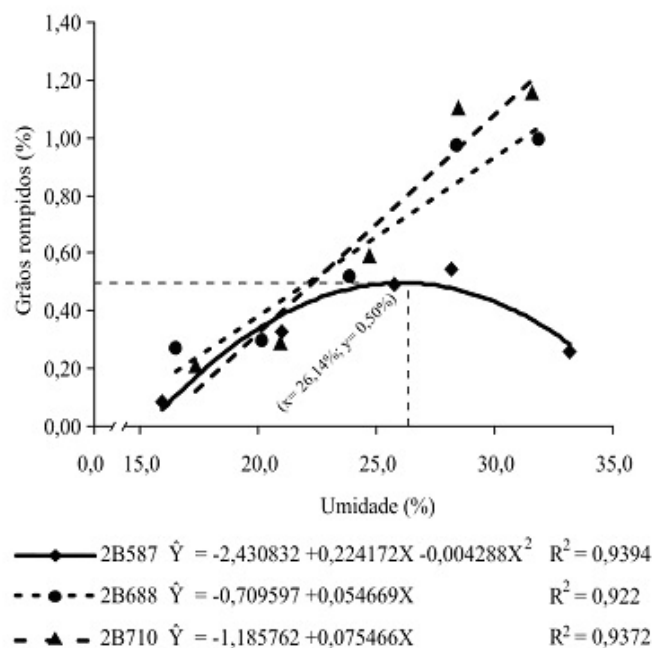 1,40
1,20
1,00
0,80
0,60
0,40
0,20
0,00
Grãos rompidos (%)
(x= 26,14%; y= 0,50%)
0,0 15,0 20,0 25,0 30,0 35,0
Umidade (%)
2B587 Ŷ = -2,430832 +0,224172X -0,004288X² R² = 0,9394
2B688 Ŷ = -0,709597 +0,054669X R² = 0,922
2B710 Ŷ = -1,185762 +0,075466X R² = 0,9372